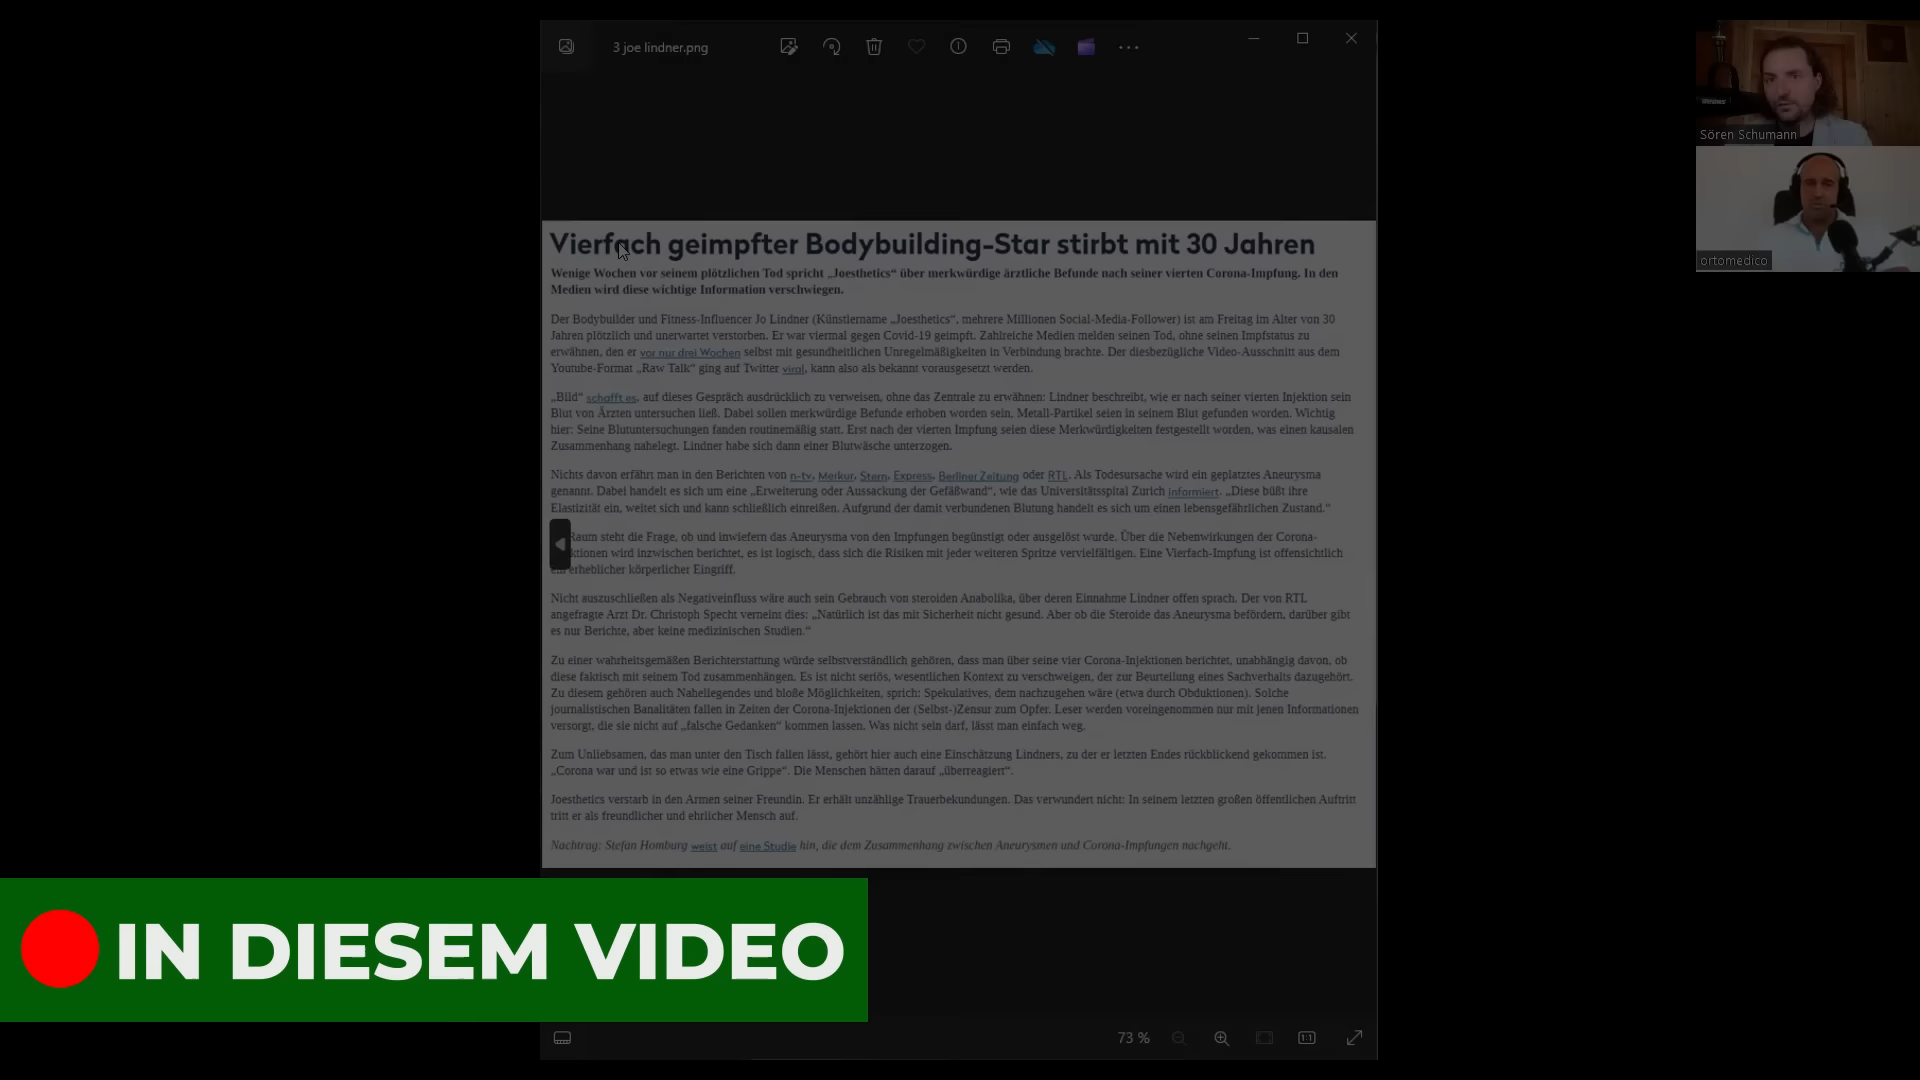 3 joe lindner.png
Sören Schumann
ortomedico
Vierfach geimpfter Bodybuilding-Star stirbt mit 30 Jahren
Wenige Wochen vor seinem plötzlichen Tod spricht „Joesthetics“ über merkwürdige ärztliche Befunde nach seiner vierten Corona-Impfung. In den
Medien wird diese wichtige Information verschwiegen.
Der Bodybuilder und Fitness-Influencer Jo Lindner (Künstlername „Joesthetics“, mehrere Millionen Social-Media-Follower) ist am Freitag im Alter von 30
Jahren plötzlich und unerwartet verstorben. Er war viermal gegen Covid-19 geimpft. Zahlreiche Medien melden seinen Tod, ohne seinen Impfstatus zu
erwähnen, den er vor nur drei Wochen selbst mit gesundheitlichen Unregelmäßigkeiten in Verbindung brachte. Der diesbezügliche Video-Ausschnitt aus dem
Youtube-Format „Raw Talk“ ging auf Twitter viral, kann also als bekannt vorausgesetzt werden.
„Bild“ schafft es, auf dieses Gespräch ausdrücklich zu verweisen, ohne das Zentrale zu erwähnen: Lindner beschreibt, wie er nach seiner vierten Injektion sein
Blut von Ärzten untersuchen ließ. Dabei sollen merkwürdige Befunde erhoben worden sein, Metall-Partikel seien in seinem Blut gefunden worden. Wichtig
hier: Seine Blutuntersuchungen fanden routinemäßig statt. Erst nach der vierten Impfung seien diese Merkwürdigkeiten festgestellt worden, was einen kausalen
Zusammenhang nahelegt. Lindner habe sich dann einer Blutwäsche unterzogen.
Nichts davon erfährt man in den Berichten von n-tv, Merkur, Stern, Express, Berliner Zeitung oder RTL. Als Todesursache wird ein geplatztes Aneurysma
genannt. Dabei handelt es sich um eine „Erweiterung oder Aussackung der Gefäßwand“, wie das Universitätsspital Zurich informiert. „Diese büßt ihre
Elastizität ein, weitet sich und kann schließlich einreißen. Aufgrund der damit verbundenen Blutung handelt es sich um einen lebensgefährlichen Zustand.“
Raum steht die Frage, ob und inwiefern das Aneurysma von den Impfungen begünstigt oder ausgelöst wurde. Über die Nebenwirkungen der Corona-
ktionen wird inzwischen berichtet, es ist logisch, dass sich die Risiken mit jeder weiteren Spritze vervielfältigen. Eine Vierfach-Impfung ist offensichtlich
ein erheblicher körperlicher Eingriff.
Nicht auszuschließen als Negativeinfluss wäre auch sein Gebrauch von steroiden Anabolika, über deren Einnahme Lindner offen sprach. Der von RTL
angefragte Arzt Dr. Christoph Specht verneint dies: „Natürlich ist das mit Sicherheit nicht gesund. Aber ob die Steroide das Aneurysma befördern, darüber gibt
es nur Berichte, aber keine medizinischen Studien.“
Zu einer wahrheitsgemäßen Berichterstattung würde selbstverständlich gehören, dass man über seine vier Corona-Injektionen berichtet, unabhängig davon, ob
diese faktisch mit seinem Tod zusammenhängen. Es ist nicht seriös, wesentlichen Kontext zu verschweigen, der zur Beurteilung eines Sachverhalts dazugehört.
Zu diesem gehören auch Naheliegendes und bloße Möglichkeiten, sprich: Spekulatives, dem nachzugehen wäre (etwa durch Obduktionen). Solche
journalistischen Banalitäten fallen in Zeiten der Corona-Injektionen der (Selbst-)Zensur zum Opfer. Leser werden voreingenommen nur mit jenen Informationen
versorgt, die sie nicht auf „falsche Gedanken“ kommen lassen. Was nicht sein darf, lässt man einfach weg.
Zum Unliebsamen, das man unter den Tisch fallen lässt, gehört hier auch eine Einschätzung Lindners, zu der er letzten Endes rückblickend gekommen ist.
„Corona war und ist so etwas wie eine Grippe“. Die Menschen hätten darauf „überreagiert“.
Joesthetics verstarb in den Armen seiner Freundin. Er erhält unzählige Trauerbekundungen. Das verwundert nicht: In seinem letzten großen öffentlichen Auftritt
tritt er als freundlicher und ehrlicher Mensch auf.
Nachtrag: Stefan Homburg weist auf eine Studie hin, die dem Zusammenhang zwischen Aneurysmen und Corona-Impfungen nachgeht.
IN DIESEM VIDEO
73 %
1:1